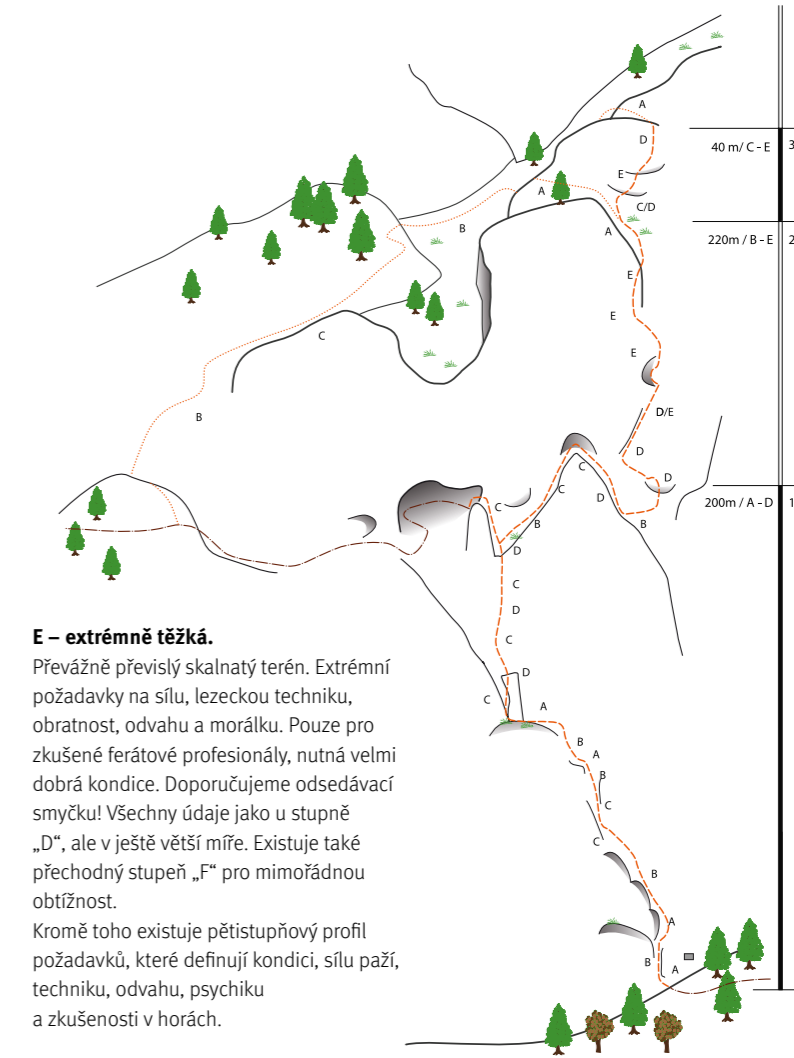 A
D
40 m/ C - E
3
E
C/D
A
B
A
220m / B - E
2
E
E
C
E
B
D/E
D
D
200m / A - D
1
C
C
C
D
B
B
D
C
D
C
E – extrémně těžká.
Převážně převislý skalnatý terén. Extrémní
požadavky na sílu, lezeckou techniku,
obratnost, odvahu a morálku. Pouze pro
zkušené ferátové profesionály, nutná velmi
dobrá kondice. Doporučujeme odsedávací
smyčku! Všechny údaje jako u stupně
„D“, ale v ještě větší míře. Existuje také
přechodný stupeň „F“ pro mimořádnou
obtížnost.
Kromě toho existuje pětistupňový profil
požadavků, které definují kondici, sílu paží,
techniku, odvahu, psychiku
a zkušenosti v horách.
D
C
A
B
A
B
C
C
B
A
B
A